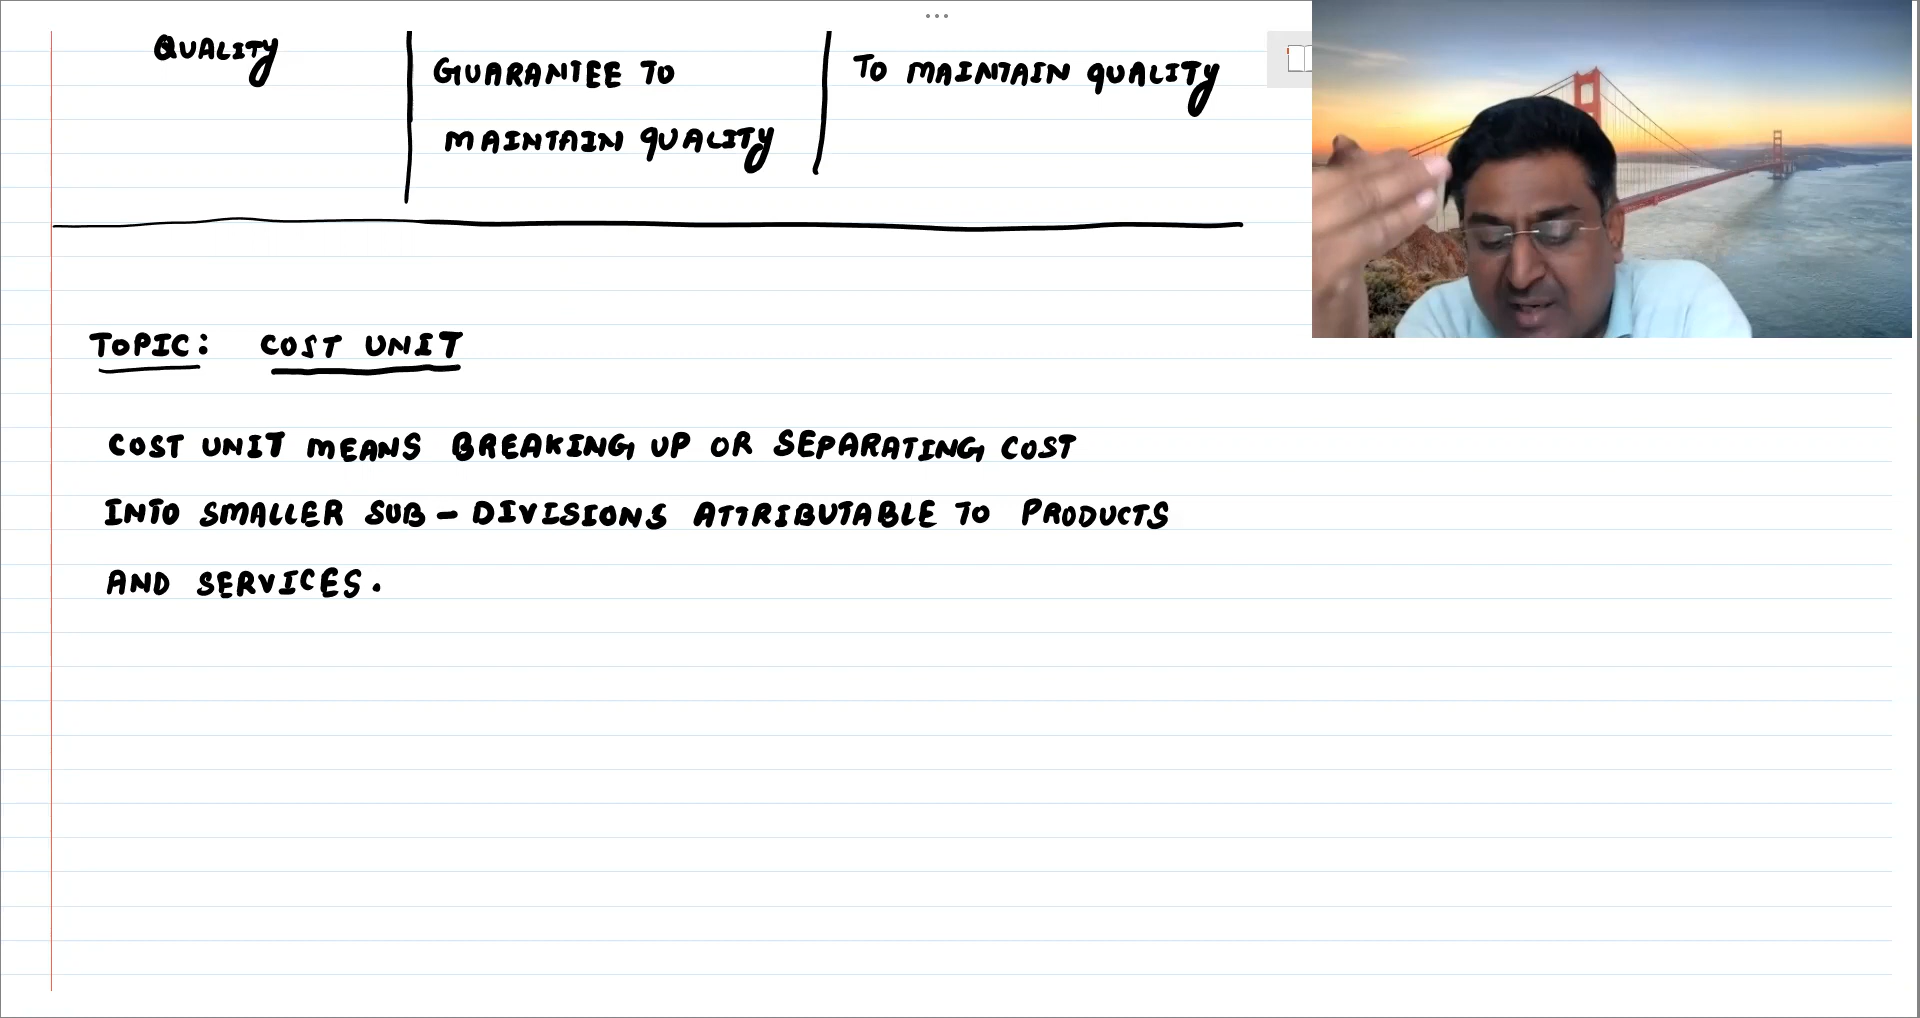 QUALITY
GUARANTEE TO
MAINTAIN QUALITY
TO MAINTAIN QUALITY
TOPIC: COST UNIT
COST UNIT MEANS BREAKING UP OR SEPARATING COST
INTO SMALLER SUB-DIVISIONS ATTRIBUTABLE TO PRODUCTS
AND SERVICES.